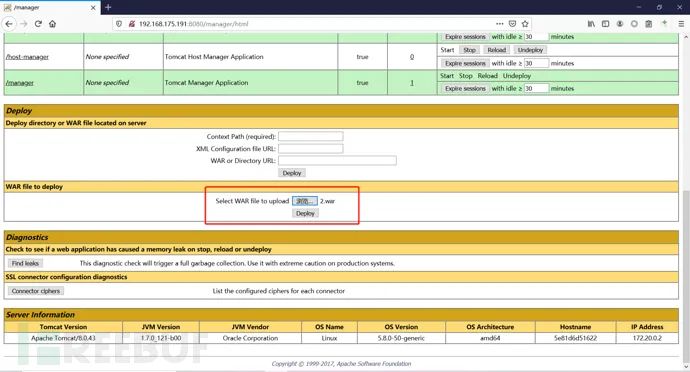 /manager
192.168.175.191:8080/manager/html
Expire sessions with idle ≥ 30 minutes
/host-manager None specified Tomcat Host Manager Application true 0 Start Stop Reload Undeploy
Expire sessions with idle ≥ 30 minutes
/manager None specified Tomcat Manager Application true 1 Start Stop Reload Undeploy
Expire sessions with idle ≥ 30 minutes
Deploy
Deploy directory or WAR file located on server
Context Path (required):
XML Configuration file URL:
WAR or Directory URL:
Deploy
WAR file to deploy
Select WAR file to upload 浏览... 2.war
Deploy
Diagnostics
Check to see if a web application has caused a memory leak on stop, reload or undeploy
Find leaks This diagnostic check will trigger a full garbage collection. Use it with extreme caution on production systems.
SSL connector configuration diagnostics
Connector ciphers List the configured ciphers for each connector
Server Information
Tomcat Version JVM Version JVM Vendor OS Name OS Version OS Architecture Hostname IP Address
Apache Tomcat/8.0.43 1.7.0_121-b00 Oracle Corporation Linux 5.8.0-50-generic amd64 5e81d6d51622 172.20.0.2
FREEBUF
Copyright © 1999-2017, Apache Software Foundation